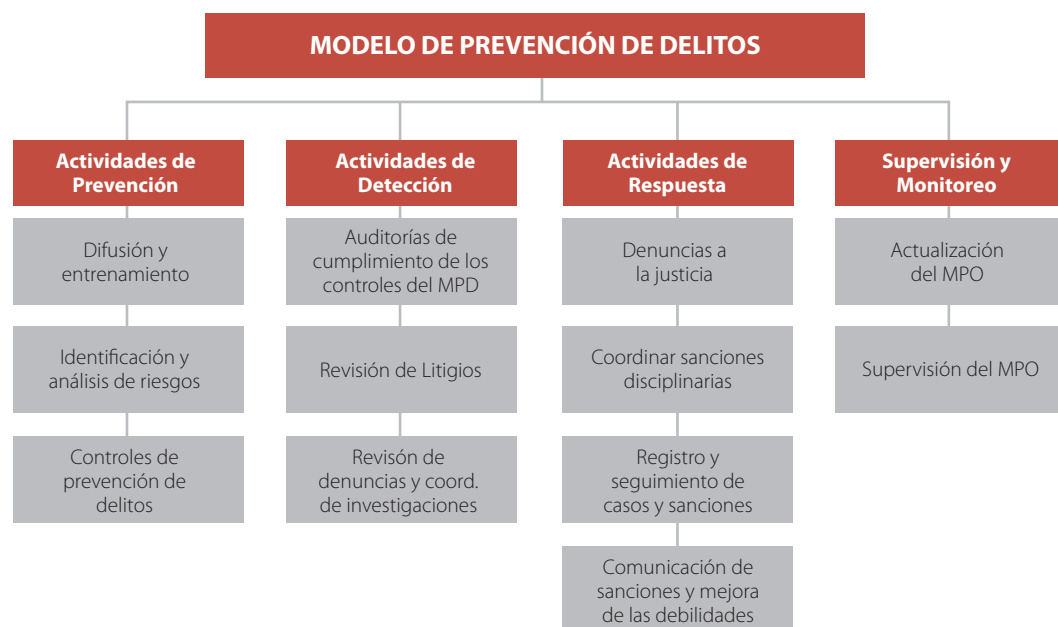 MODELO DE PREVENCIÓN DE DELITOS
Actividades de
Prevención
Difusión y
entrenamiento
Identificación y
análisis de riesgos
Controles de
prevención de
delitos
Actividades de
Detección
Auditorías de
cumplimiento de los
controles del MPD
Revisión de Litigios
Revisón de
denuncias y coord.
de investigaciones
Actividades de
Respuesta
Denuncias a
la justicia
Coordinar sanciones
disciplinarias
Registro y
seguimiento de
casos y sanciones
Comunicación de
sanciones y mejora
de las debilidades
Supervisión y
Monitoreo
Actualización
del MPO
Supervisión del MPO